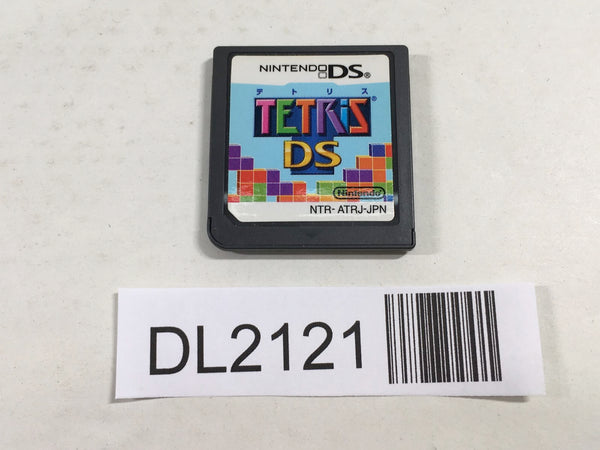 NINTENDO DS®
テトリス
TETRiS®
DS
Nintendo
NTR- ATRJ-JPN
DL2121